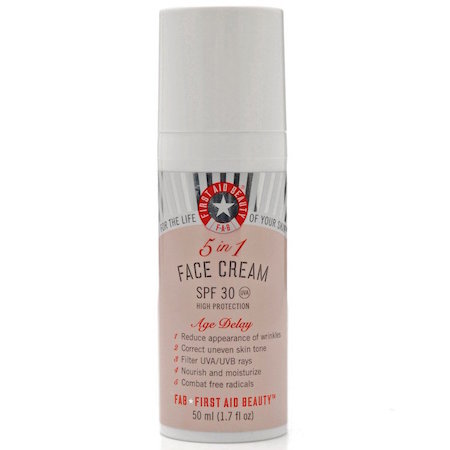 FIRST AID BEAUTY
F·A·B
FOR THE LIFE OF YOUR SKIN
5 in 1
FACE CREAM
SPF 30 UVA
HIGH PROTECTION
Age Delay
1 Reduce appearance of wrinkles
2 Correct uneven skin tone
3 Filter UVA/UVB rays
4 Nourish and moisturize
5 Combat free radicals
FAB • FIRST AID BEAUTY™
50 ml (1.7 fl oz)